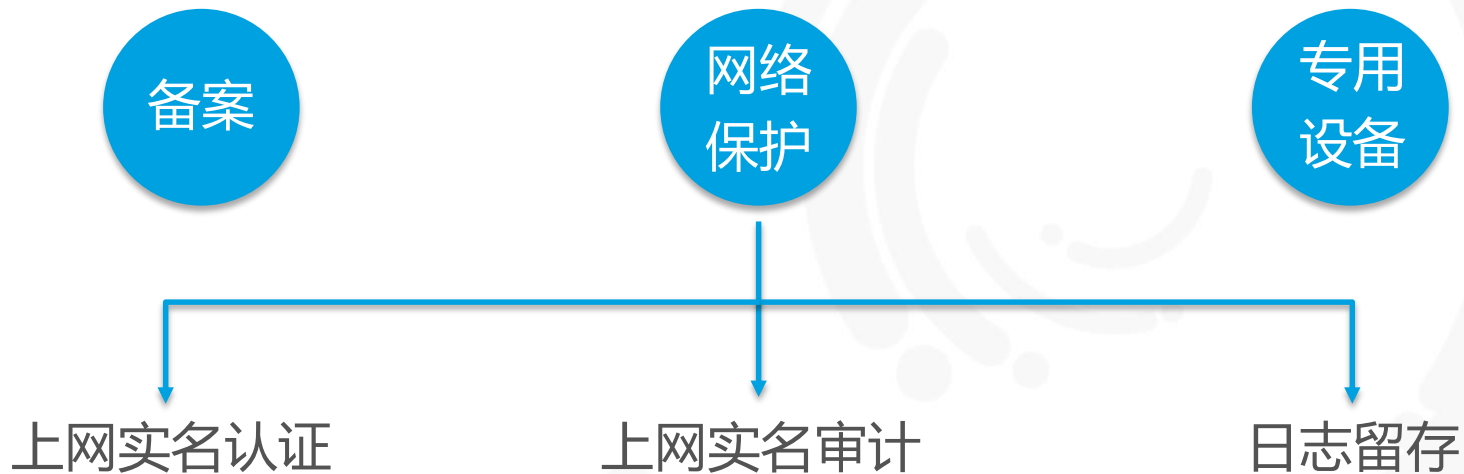 备案
网络
保护
专用
设备
上网实名认证
上网实名审计
日志留存